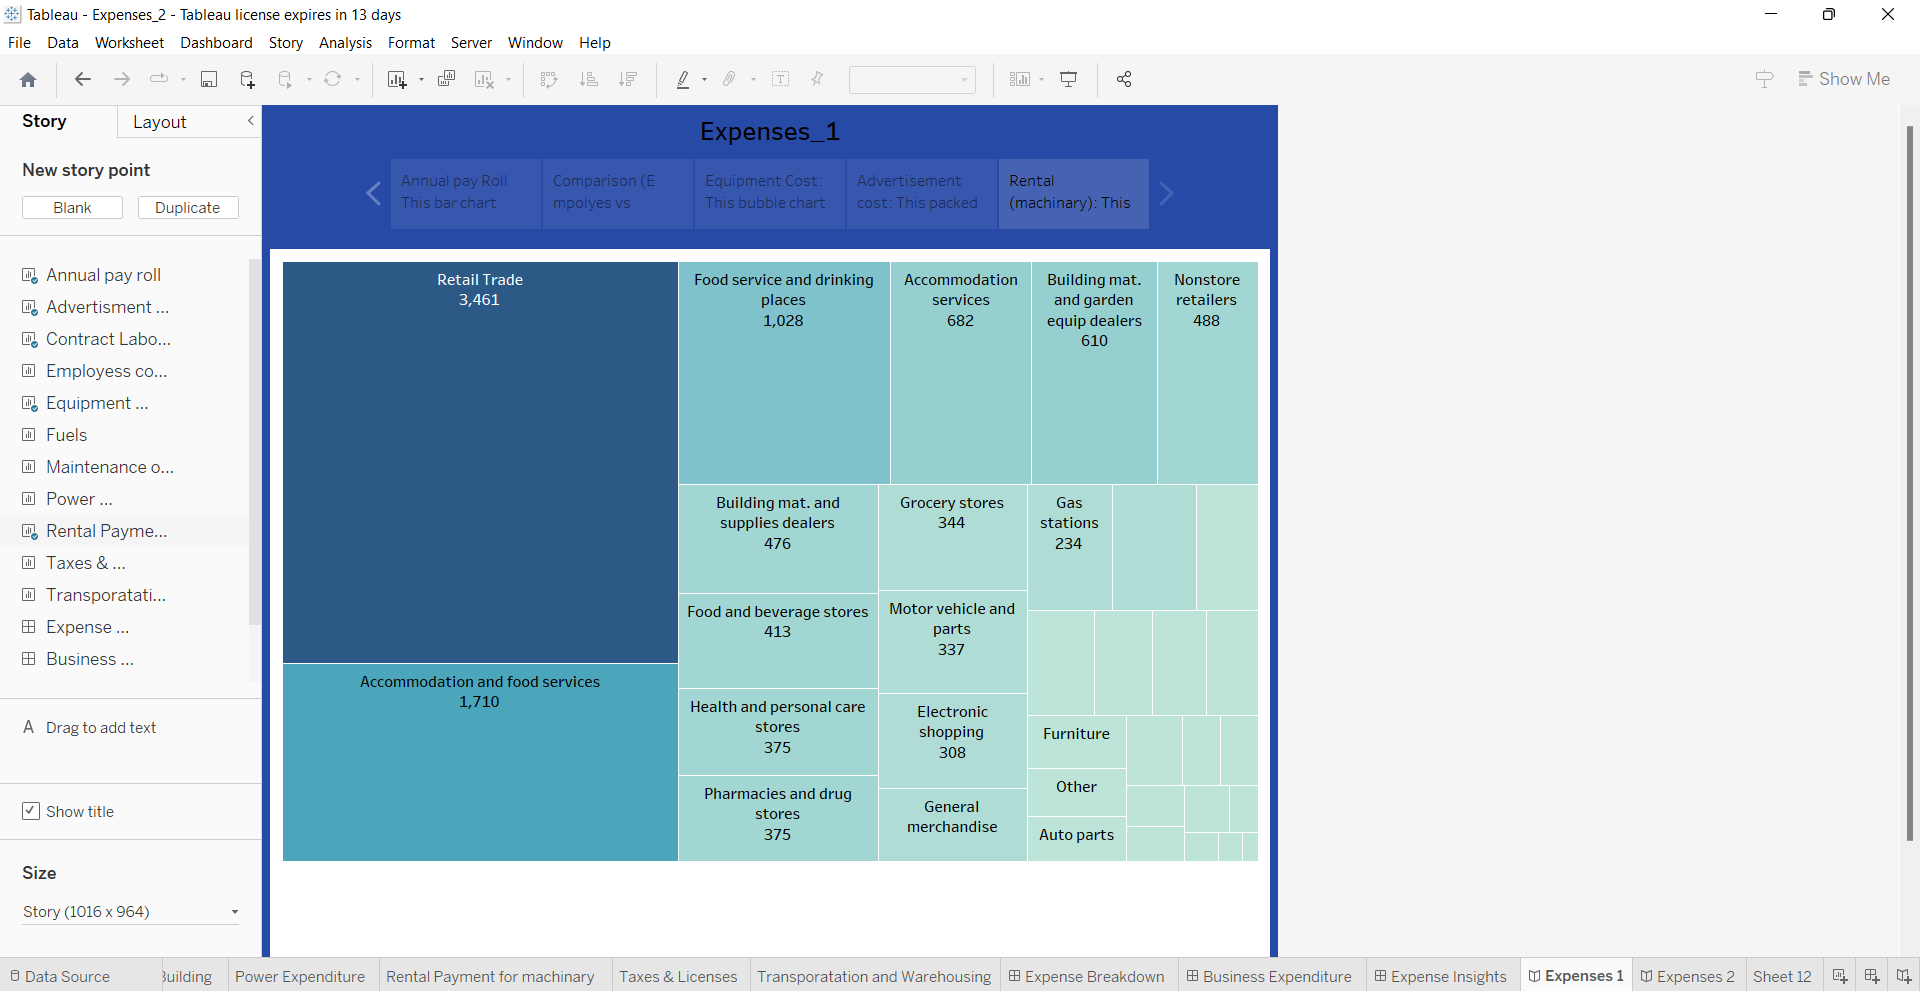 Tableau - Expenses_2 - Tableau license expires in 13 days
File Data Worksheet Dashboard Story Analysis Format Server Window Help
Show Me
Story
Layout
New story point
Blank
Duplicate
Annual pay roll
Advertisment ...
Contract Labo...
Employess co...
Equipment ...
Fuels
Maintenance o...
Power ...
Rental Payme...
Taxes & ...
Transporatati...
Expense ...
Business ...
A Drag to add text
Show title
Size
Story (1016 x 964)
Expenses_1
Annual pay Roll
This bar chart
Comparison (E
mpolyes vs
Equipment Cost:
This bubble chart
Advertisement
cost: This packed
Rental
(machinary): This
Retail Trade
3,461
Accommodation and food services
1,710
Food service and drinking
places
1,028
Accommodation
services
682
Building mat.
and garden
equip dealers
610
Nonstore
retailers
488
Building mat. and
supplies dealers
476
Food and beverage stores
413
Health and personal care
stores
375
Pharmacies and drug
stores
375
Grocery stores
344
Motor vehicle and
parts
337
Electronic
shopping
308
General
merchandise
Gas
stations
234
Furniture
Other
Auto parts
Data Source
Building
Power Expenditure
Rental Payment for machinary
Taxes & Licenses
Transporatation and Warehousing
Expense Breakdown
Business Expenditure
Expense Insights
Expenses 1
Expenses 2
Sheet 12